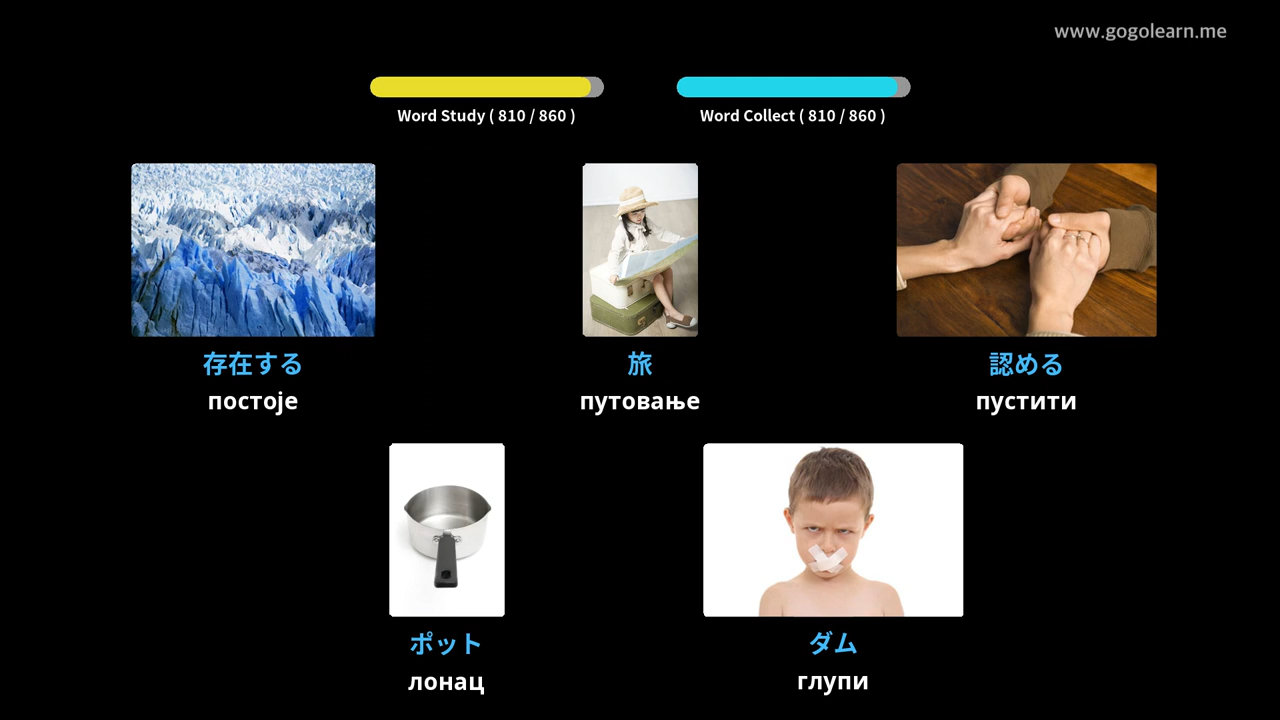 www.gogolearn.me
Word Study ( 810 / 860 )
Word Collect ( 810 / 860 )
存在する
постоје
旅
путовање
認める
пустити
ポット
лонац
ダム
глупи